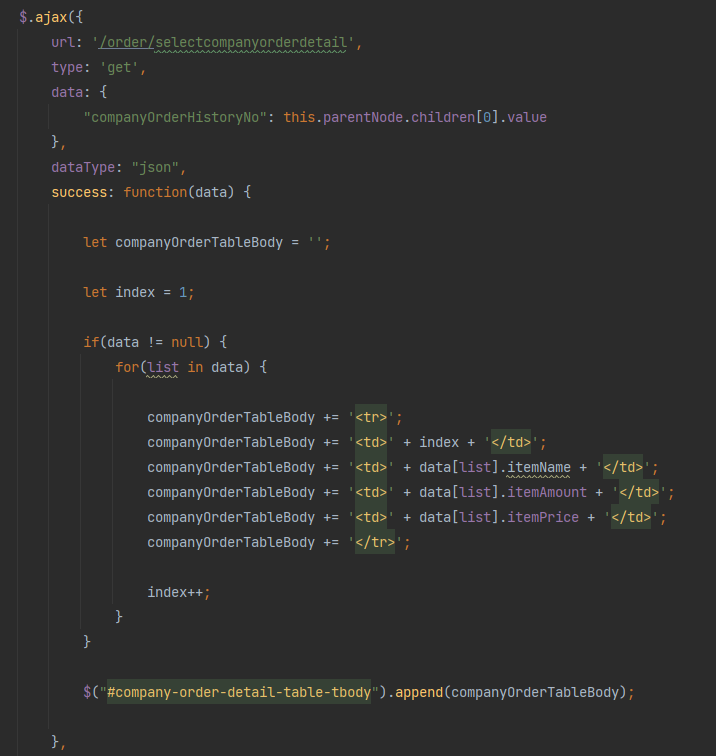 $.ajax({
url: '/order/selectcompanyorderdetail',
type: 'get',
data: {
"companyOrderHistoryNo": this.parentNode.children[0].value
},
dataType: "json",
success: function(data) {
let companyOrderTableBody = '';
let index = 1;
if(data != null) {
for(list in data) {
companyOrderTableBody += '<tr>';
companyOrderTableBody += '<td>' + index + '</td>';
companyOrderTableBody += '<td>' + data[list].itemName + '</td>';
companyOrderTableBody += '<td>' + data[list].itemAmount + '</td>';
companyOrderTableBody += '<td>' + data[list].itemPrice + '</td>';
companyOrderTableBody += '</tr>';
index++;
}
}
$("#company-order-detail-table-tbody").append(companyOrderTableBody);
},